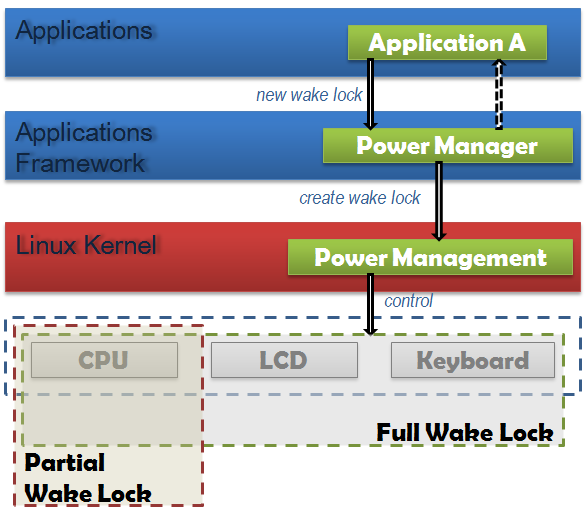 Applications
Application A
new wake lock
Applications
Framework
Power Manager
create wake lock
Linux Kernel
Power Management
control
CPU
LCD
Keyboard
Full Wake Lock
Partial
Wake Lock